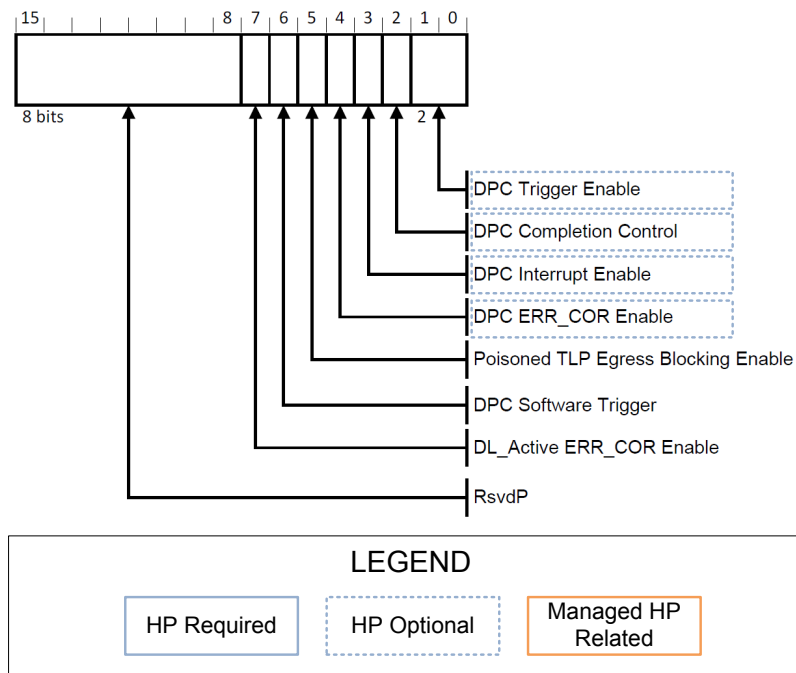 15 8 7 6 5 4 3 2 1 0
8 bits 2
DPC Trigger Enable
DPC Completion Control
DPC Interrupt Enable
DPC ERR_COR Enable
Poisoned TLP Egress Blocking Enable
DPC Software Trigger
DL_Active ERR_COR Enable
RsvdP
LEGEND
HP Required
HP Optional
Managed HP
Related